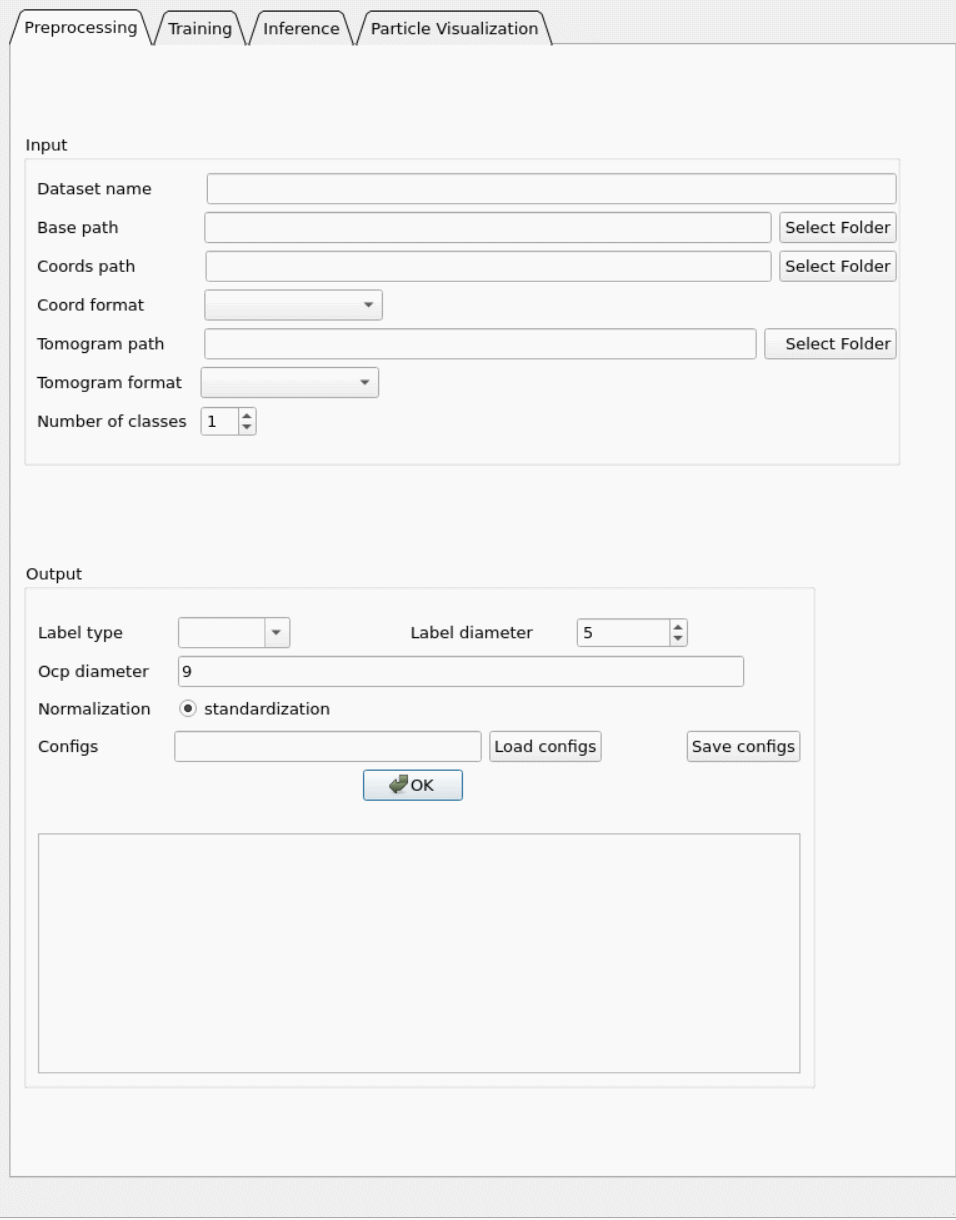 Preprocessing Training Inference Particle Visualization
Input
Dataset name
Base path Select Folder
Coords path Select Folder
Coord format
Tomogram path Select Folder
Tomogram format
Number of classes 1
Output
Label type Label diameter 5
Ocp diameter 9
Normalization standardization
Configs Load configs Save configs
OK